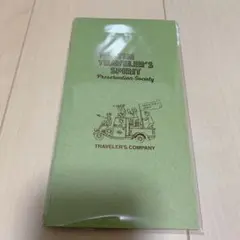 THE
TRAVELER'S
SPIRIT
Preservation Society
TRAVELER'S COMPANY